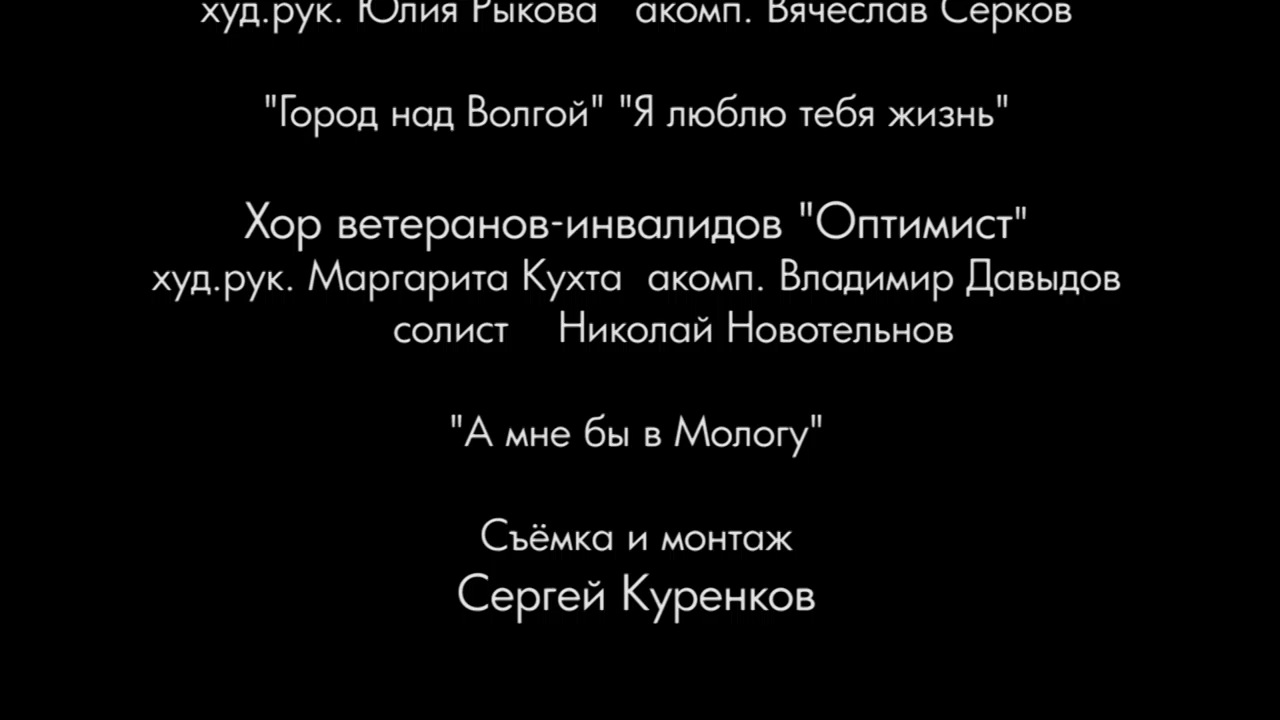 худ.рук. Юлия Рыкова акомп. Вячеслав Серков
"Город над Волгой" "Я люблю тебя жизнь"
Хор ветеранов-инвалидов "Оптимист"
худ.рук. Маргарита Кухта акомп. Владимир Давыдов
солист Николай Новотельнов
"А мне бы в Мологу"
Съёмка и монтаж
Сергей Куренков